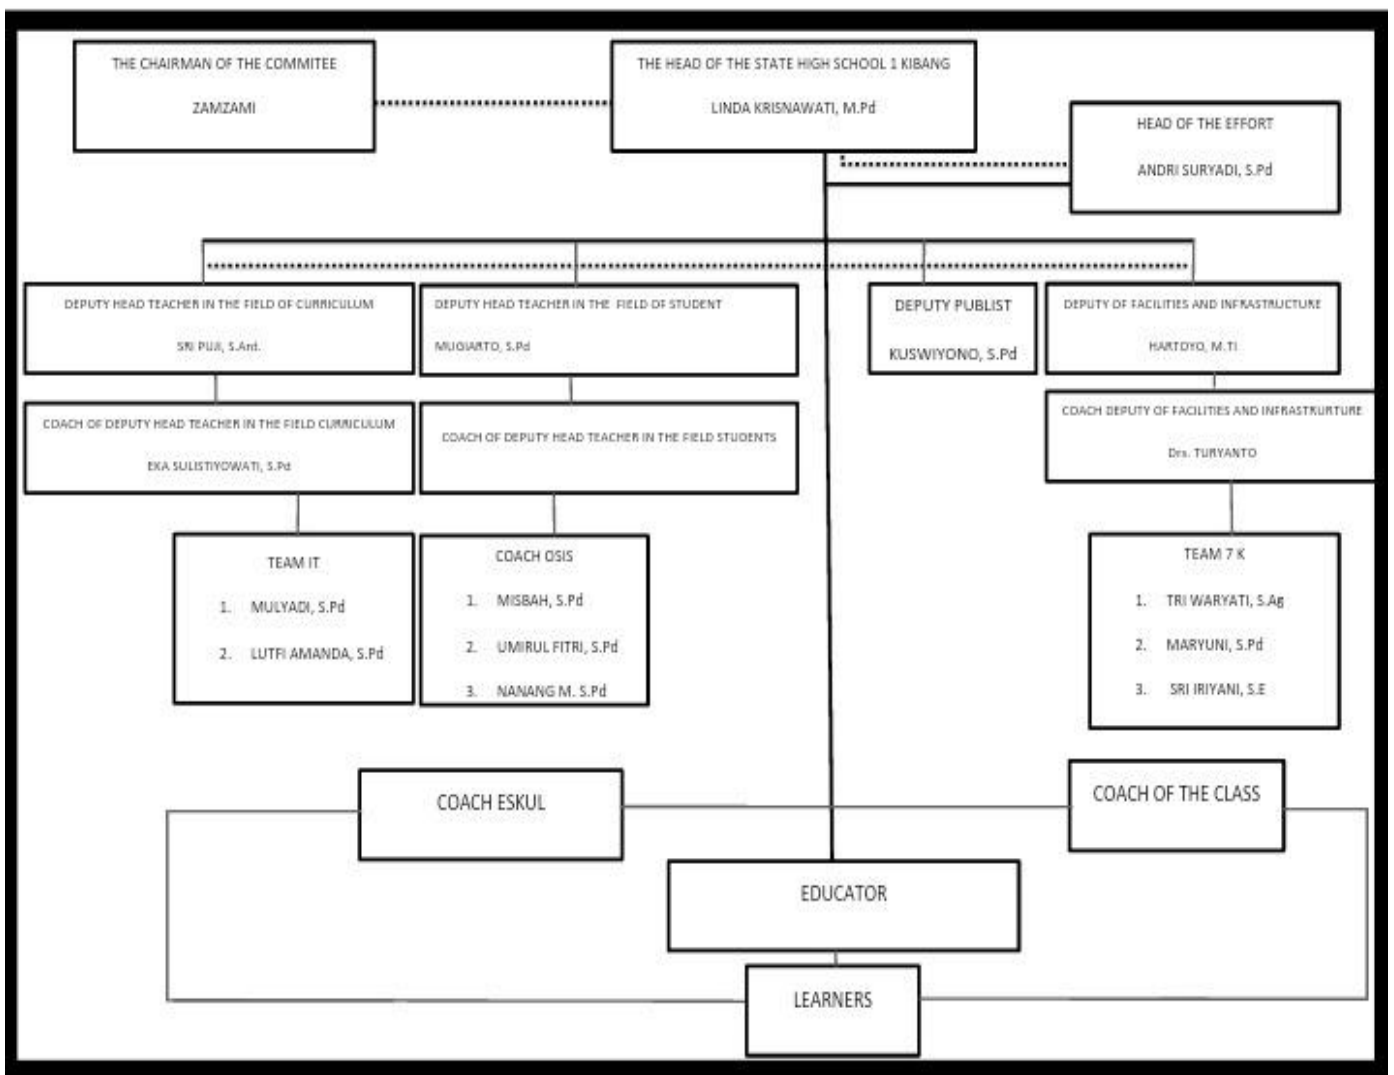 THE CHAIRMAN OF THE COMMITEE
ZAMZAMI
THE HEAD OF THE STATE HIGH SCHOOL 1 KIBANG
LINDA KRISNAWATI, M.Pd
HEAD OF THE EFFORT
ANDRI SURYADI, S.Pd
DEPUTY HEAD TEACHER IN THE FIELD OF CURRICULUM
SRI PUJI, S.Ant.
DEPUTY HEAD TEACHER IN THE FIELD OF STUDENT
MUGIARTO, S.Pd
DEPUTY PUBLIST
KUSWIYONO, S.Pd
DEPUTY OF FACILITIES AND INFRASTRUCTURE
HARTOYO, M.TI
COACH OF DEPUTY HEAD TEACHER IN THE FIELD CURRICULUM
EKA SULISTIYOWATI, S.Pd
COACH OF DEPUTY HEAD TEACHER IN THE FIELD STUDENTS
COACH DEPUTY OF FACILITIES AND INFRASTRURTURE
Drs. TURYANTO
TEAM IT
1. MULYADI, S.Pd
2. LUTFI AMANDA, S.Pd
COACH OSIS
1. MISBAH, S.Pd
2. UMIRUL FITRI, S.Pd
3. NANANG M. S.Pd
TEAM 7 K
1. TRI WARYATI, S.Ag
2. MARYUNI, S.Pd
3. SRI IRIYANI, S.E
COACH ESKUL
COACH OF THE CLASS
EDUCATOR
LEARNERS